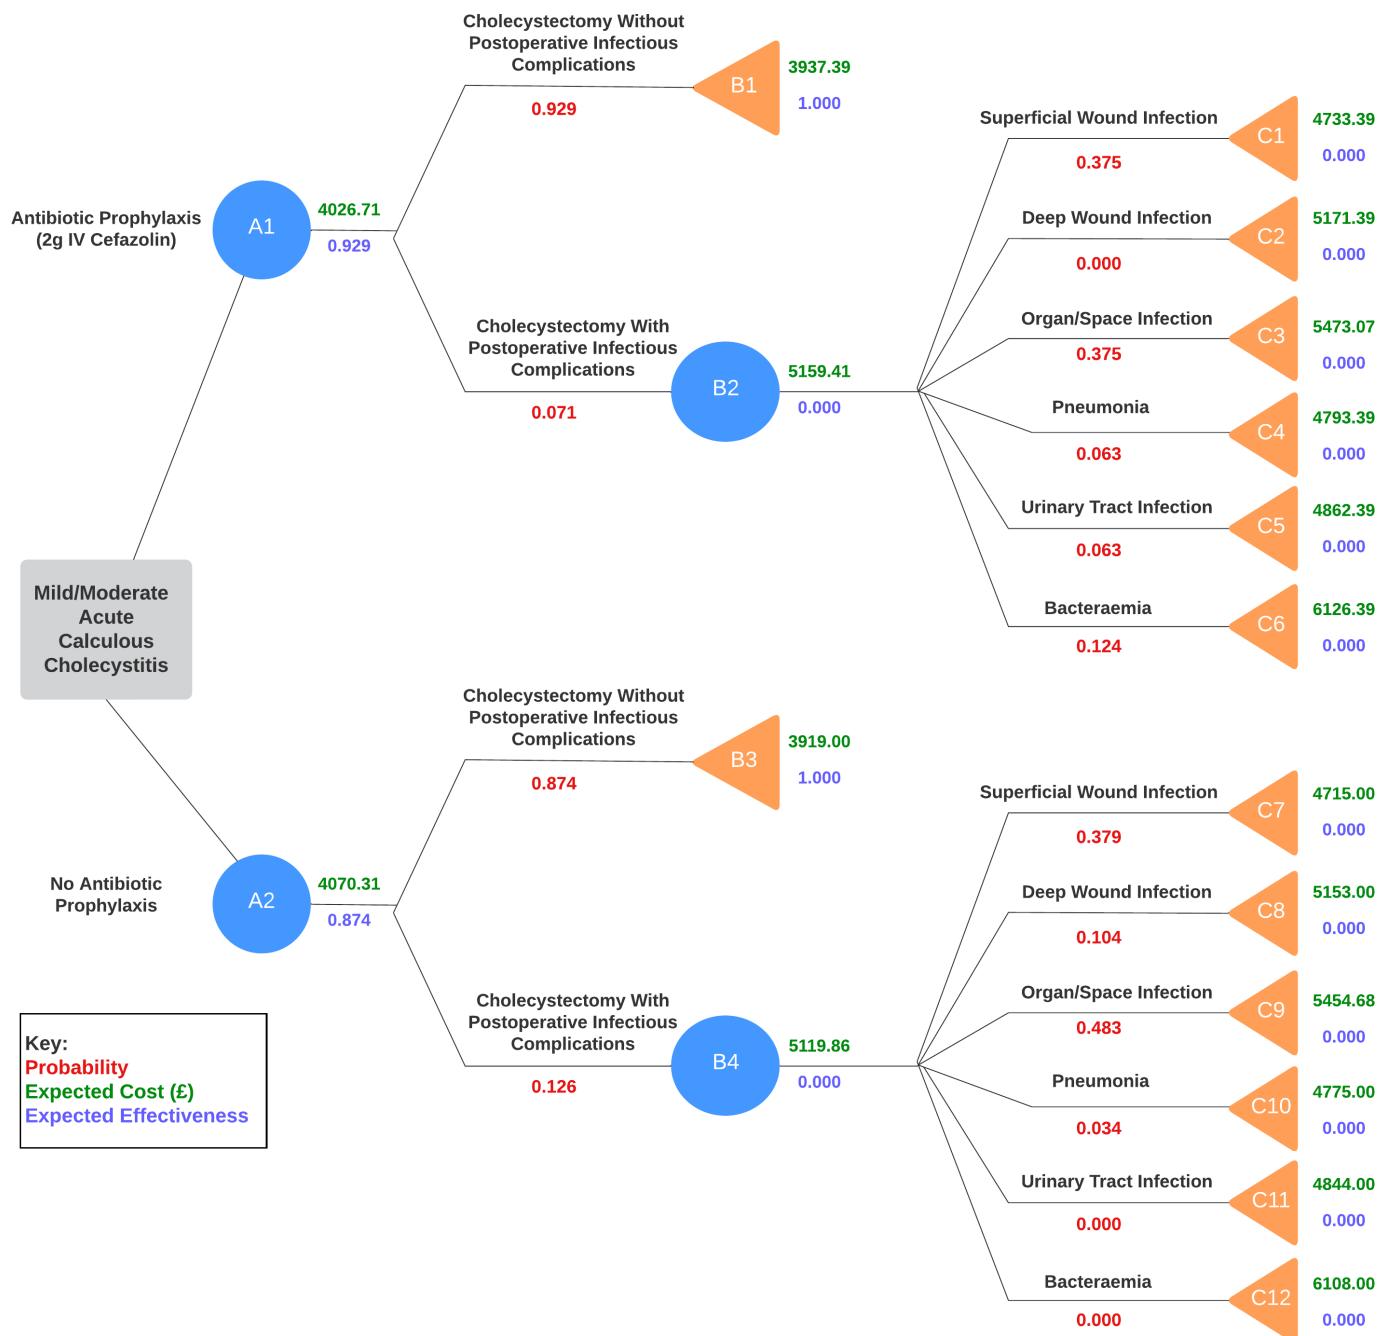 Cholecystectomy Without
Postoperative Infectious
Complications
0.929
B1
3937.39
1.000
Superficial Wound Infection
0.375
C1
4733.39
0.000
Deep Wound Infection
0.000
C2
5171.39
0.000
Antibiotic Prophylaxis
(2g IV Cefazolin)
A1
4026.71
0.929
Organ/Space Infection
0.375
C3
5473.07
0.000
Cholecystectomy With
Postoperative Infectious
Complications
0.071
B2
5159.41
0.000
Pneumonia
0.063
C4
4793.39
0.000
Urinary Tract Infection
0.063
C5
4862.39
0.000
Bacteraemia
0.124
C6
6126.39
0.000
Mild/Moderate
Acute
Calculous
Cholecystitis
Cholecystectomy Without
Postoperative Infectious
Complications
0.874
B3
3919.00
1.000
Superficial Wound Infection
0.379
C7
4715.00
0.000
No Antibiotic
Prophylaxis
A2
4070.31
0.874
Deep Wound Infection
0.104
C8
5153.00
0.000
Organ/Space Infection
0.483
C9
5454.68
0.000
Cholecystectomy With
Postoperative Infectious
Complications
0.126
B4
5119.86
0.000
Pneumonia
0.034
C10
4775.00
0.000
Urinary Tract Infection
0.000
C11
4844.00
0.000
Bacteraemia
0.000
C12
6108.00
0.000
Key:
Probability
Expected Cost (£)
Expected Effectiveness